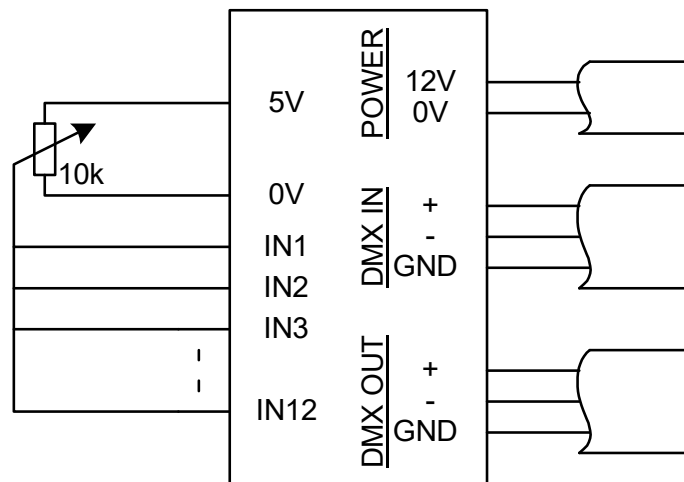 5V
10k
0V
IN1
IN2
IN3
IN12
POWER
12V
0V
DMX IN
+
-
GND
DMX OUT
+
-
GND